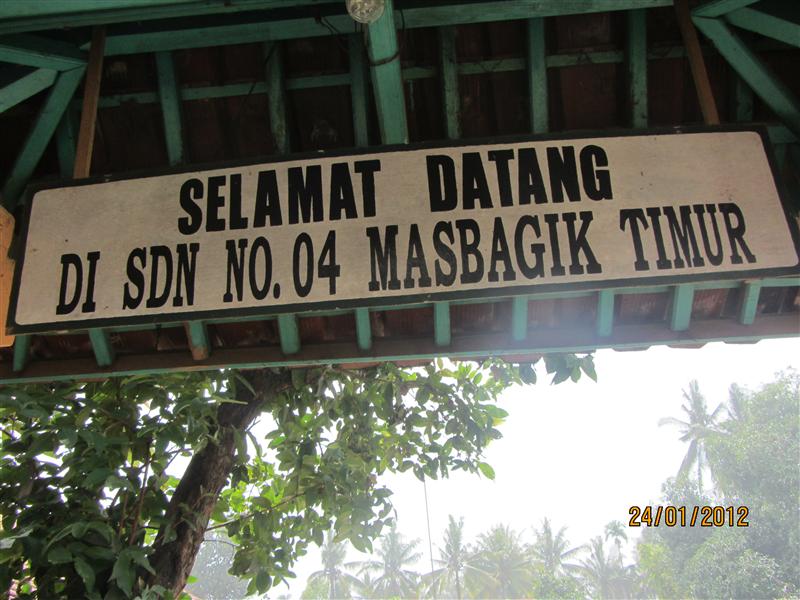 SELAMAT DATANG
DI SDN NO. 04 MASBAGIK TIMUR
24/01/2012